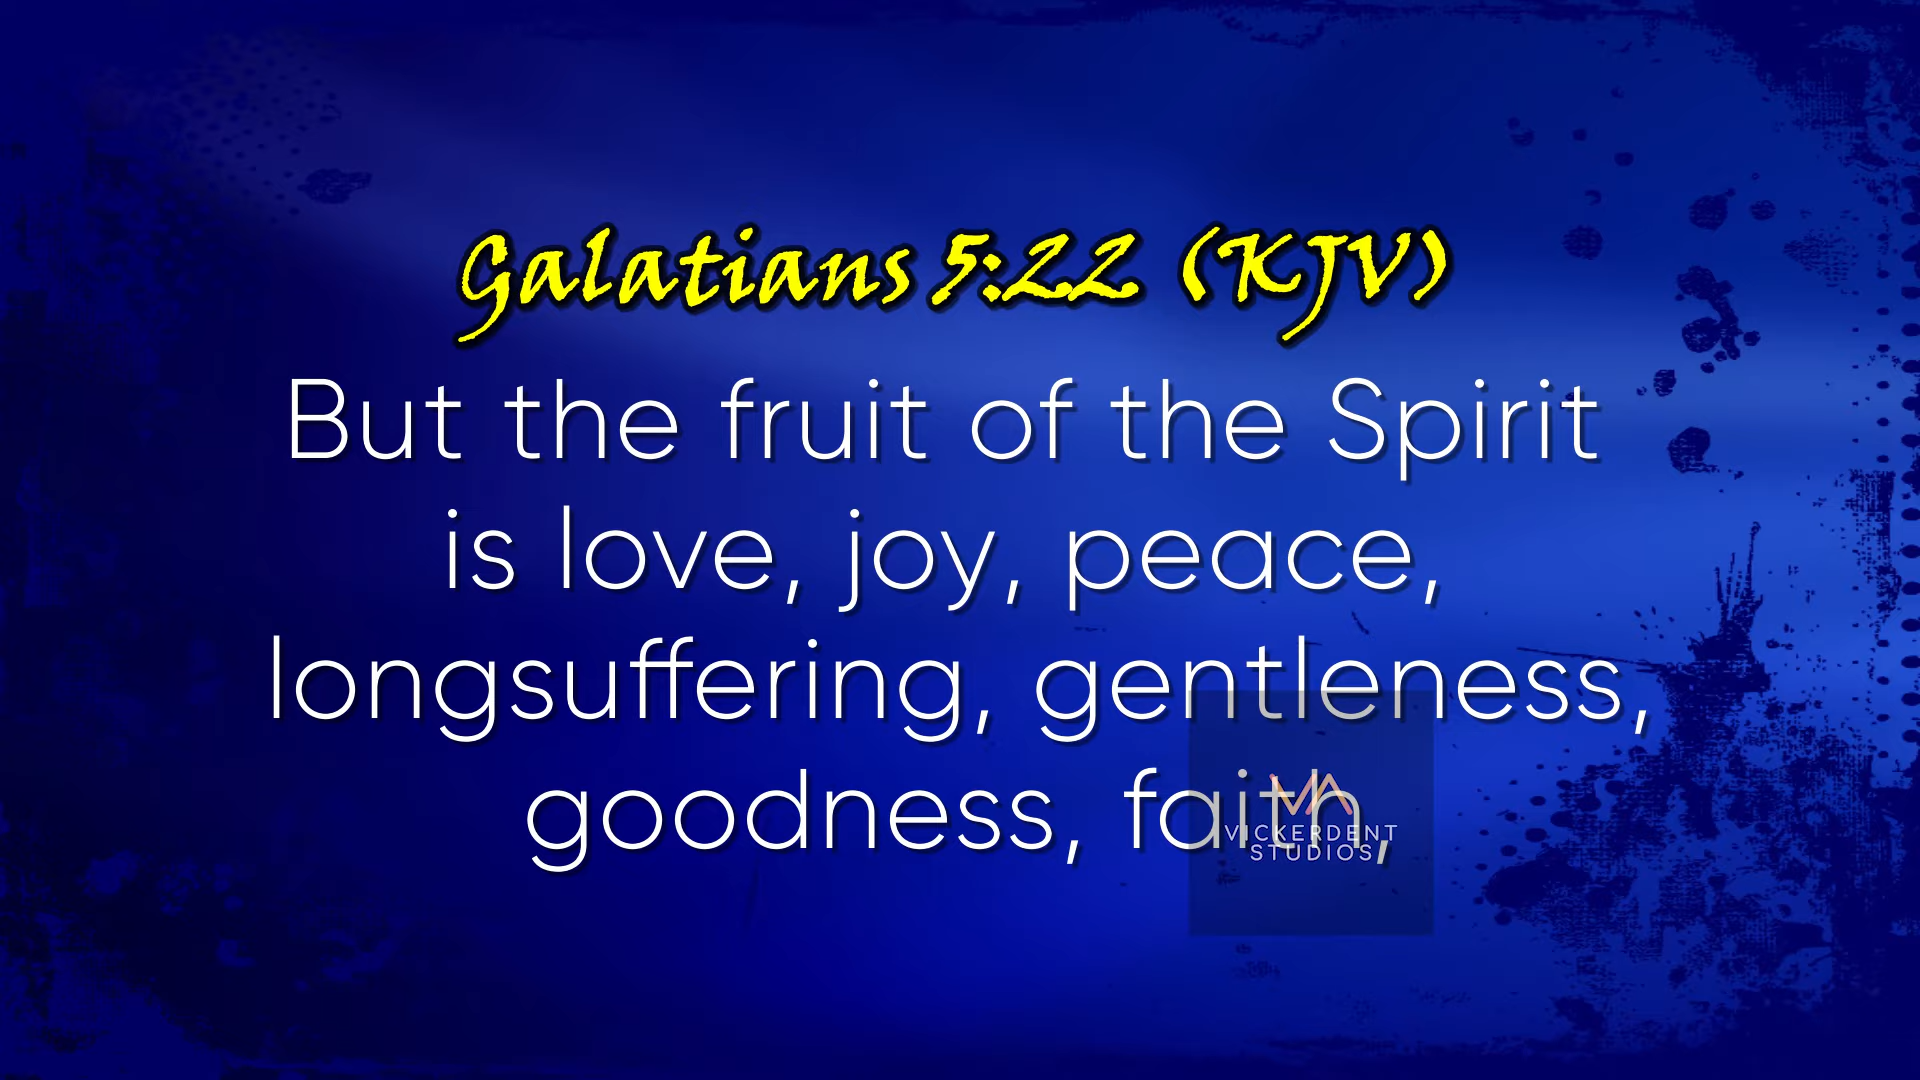 Galatians 5:22 (KJV)
But the fruit of the Spirit
is love, joy, peace,
longsuffering, gentleness,
goodness, faith,
VICKERDENT
STUDIOS